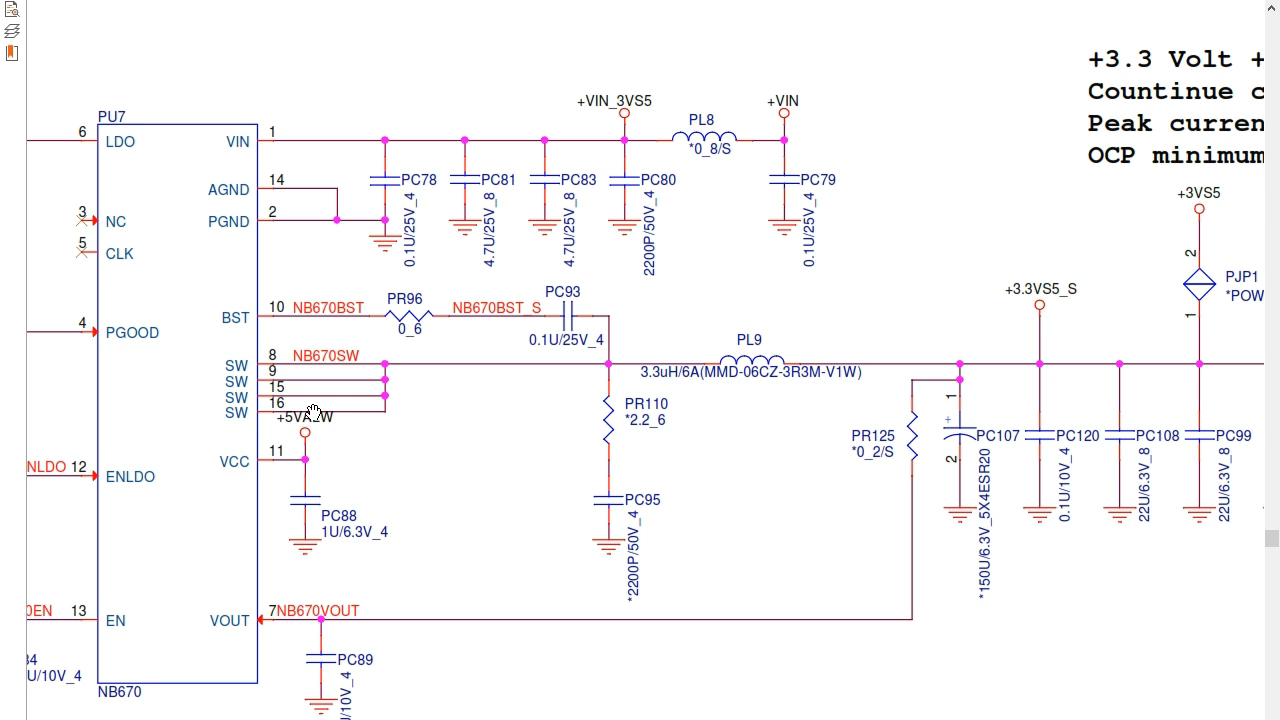 +3.3 Volt +
Countinue c
Peak curren
OCP minimum
PU7
6
LDO
VIN
1
+VIN_3VS5
PL8
*0_8/S
+VIN
14
AGND
PGND
2
3
NC
5
CLK
PC78
0.1U/25V_4
PC81
4.7U/25V_8
PC83
4.7U/25V_8
PC80
2200P/50V_4
PC79
0.1U/25V_4
+3VS5
2
PJP1
*POW
1
+3.3VS5_S
BST
10
NB670BST
PR96
0_6
NB670BST_S
PC93
0.1U/25V_4
4
PGOOD
SW
8
NB670SW
SW
9
SW
15
SW
16
PL9
3.3uH/6A(MMD-06CZ-3R3M-V1W)
+5VALW
PR110
*2.2_6
PR125
*0_2/S
1
+
2
PC107
*150U/6.3V_5X4ESR20
PC120
0.1U/10V_4
PC108
22U/6.3V_8
PC99
22U/6.3V_8
VCC
11
NLDO
12
ENLDO
PC88
1U/6.3V_4
PC95
*2200P/50V_4
13
EN
VOUT
7
NB670VOUT
PC89
U/10V_4
NB670